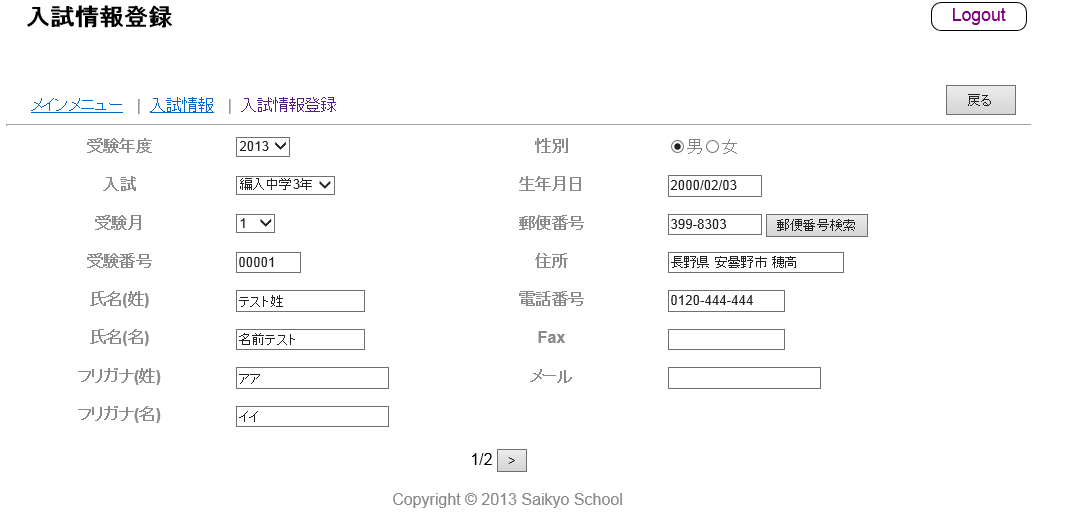 入試情報登録 Logout
メインメニュー | 入試情報 | 入試情報登録 戻る
受験年度 2013 性別 男 女
入試 編入中学3年 生年月日 2000/02/03
受験月 1 郵便番号 399-8303 郵便番号検索
受験番号 00001 住所 長野県 安曇野市 穂高
氏名(姓) テスト姓 電話番号 0120-444-444
氏名(名) 名前テスト Fax
フリガナ(姓) アア メール
フリガナ(名) イイ
1/2 >
Copyright © 2013 Saikyo School